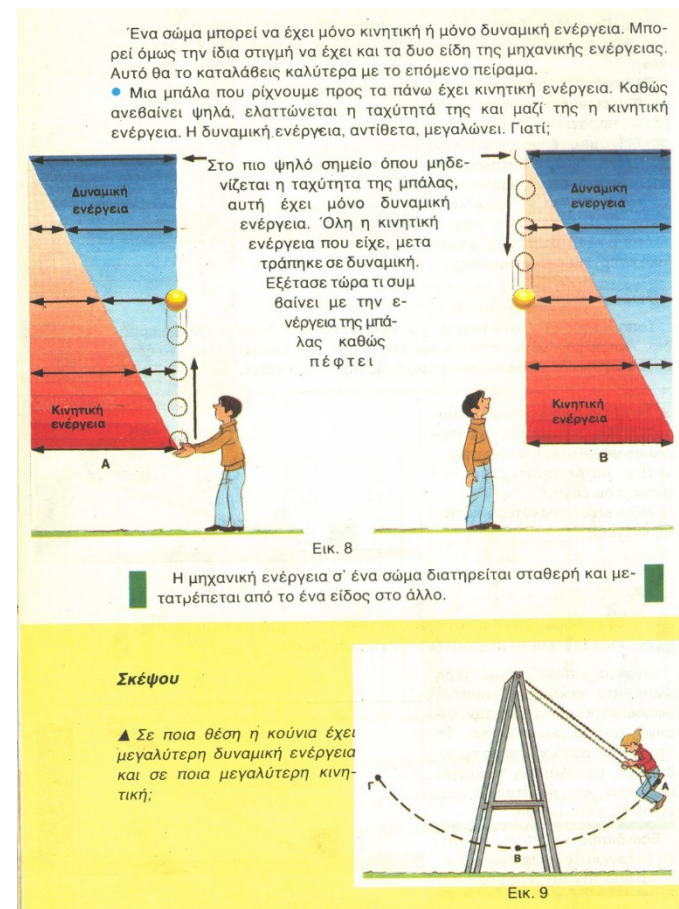 Ένα σώμα μπορεί να έχει μόνο κινητική ή μόνο δυναμική ενέργεια. Μπο-
ρεί όμως την ίδια στιγμή να έχει και τα δυο είδη της μηχανικής ενέργειας.
Αυτό θα το καταλάβεις καλύτερα με το επόμενο πείραμα.
• Μια μπάλα που ρίχνουμε προς τα πάνω έχει κινητική ενέργεια. Καθώς
ανεβαίνει ψηλά, ελαττώνεται η ταχύτητά της και μαζί της η κινητική
ενέργεια. Η δυναμική ενέργεια, αντίθετα, μεγαλώνει. Γιατί;
Δυναμική
ενέργεια
Κινητική
ενέργεια
Α
Στο πιο ψηλό σημείο όπου μηδε-
νίζεται η ταχύτητα της μπάλας,
αυτή έχει μόνο δυναμική
ενέργεια. Όλη η κινητική
ενέργεια που είχε, μετα
τράπηκε σε δυναμική.
Εξέτασε τώρα τι συμ
βαίνει με την ε-
νέργεια της μπά-
λας καθώς
πέφτει
Δυναμικη
ενεργεια
Κινητική
ενέργεια
Β
Εικ. 8
Η μηχανική ενέργεια σ' ένα σώμα διατηρείται σταθερή και με-
τατρέπεται από το ένα είδος στο άλλο.
Σκέψου
▲ Σε ποια θέση η κούνια έχει
μεγαλύτερη δυναμική ενέργεια
και σε ποια μεγαλύτερη κινη-
τική;
Γ
Α
Β
Εικ. 9